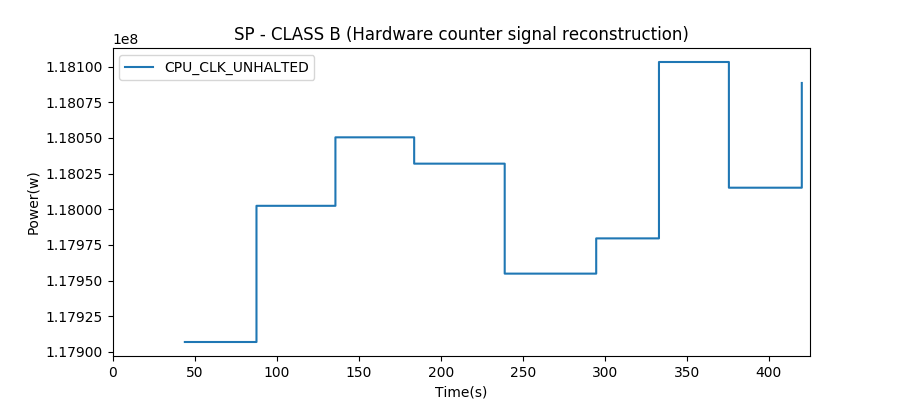 SP - CLASS B (Hardware counter signal reconstruction)
1e8
CPU_CLK_UNHALTED
1.18100
1.18075
1.18050
1.18025
1.18000
1.17975
1.17950
1.17925
1.17900
Power(w)
0 50 100 150 200 250 300 350 400
Time(s)